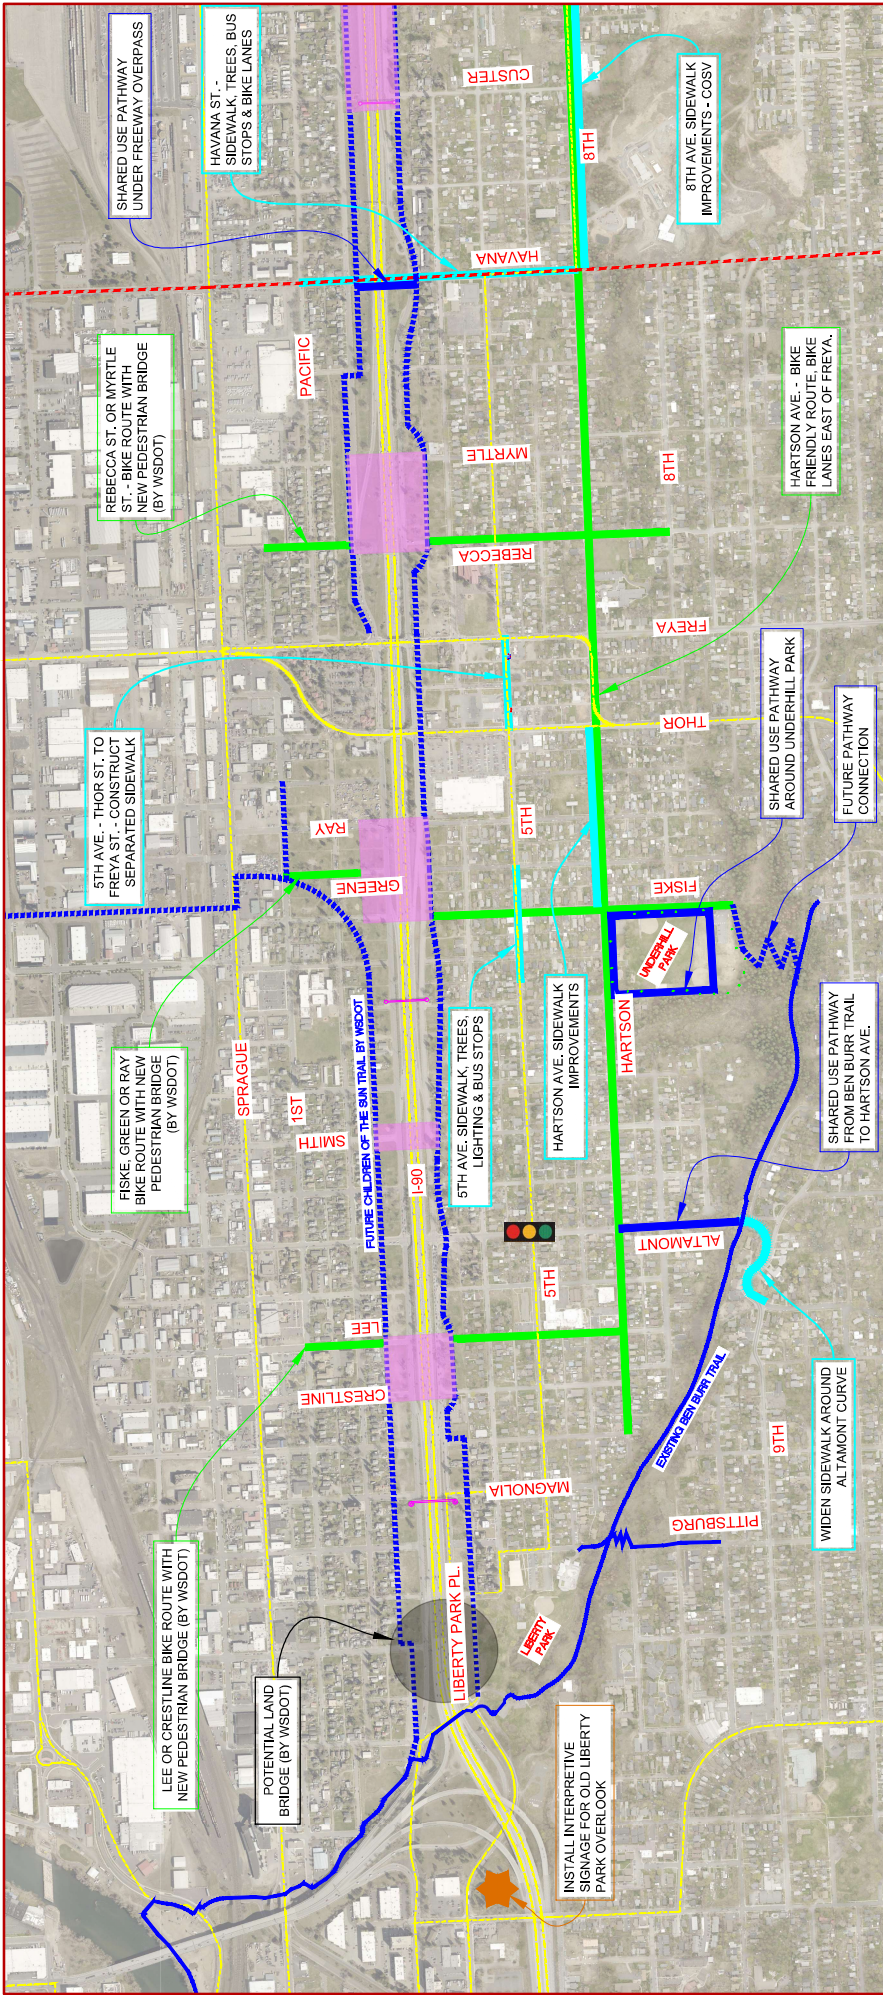 SHARED USE PATHWAY
UNDER FREEWAY OVERPASS
HAVANA ST. -
SIDEWALK, TREES, BUS
STOPS & BIKE LANES
CUSTER
8TH
8TH AVE. SIDEWALK
IMPROVEMENTS - COSV
HAVANA
REBECCA ST. OR MYRTLE
ST. - BIKE ROUTE WITH
NEW PEDESTRIAN BRIDGE
(BY WSDOT)
PACIFIC
MYRTLE
8TH
HARTSON AVE. - BIKE
FRIENDLY ROUTE, BIKE
LANES EAST OF FREYA.
REBECCA
FREYA
5TH AVE. - THOR ST. TO
FREYA ST. - CONSTRUCT
SEPARATED SIDEWALK
THOR
SHARED USE PATHWAY
AROUND UNDERHILL PARK
FUTURE PATHWAY
CONNECTION
RAY
GREENE
5TH
FISKE
UNDERHILL
PARK
FISKE, GREEN OR RAY
BIKE ROUTE WITH NEW
PEDESTRIAN BRIDGE
(BY WSDOT)
SPRAGUE
1ST
SMITH
FUTURE CHILDREN OF THE SUN TRAIL BY WSDOT
I-90
5TH AVE. SIDEWALK, TREES,
LIGHTING & BUS STOPS
HARTSON AVE. SIDEWALK
IMPROVEMENTS
HARTSON
SHARED USE PATHWAY
FROM BEN BURR TRAIL
TO HARTSON AVE.
ALTAMONT
5TH
LEE
CRESTLINE
EXISTING BEN BURR TRAIL
WIDEN SIDEWALK AROUND
ALTAMONT CURVE
9TH
MAGNOLIA
PITTSBURG
LEE OR CRESTLINE BIKE ROUTE WITH
NEW PEDESTRIAN BRIDGE (BY WSDOT)
POTENTIAL LAND
BRIDGE (BY WSDOT)
LIBERTY PARK PL.
LIBERTY
PARK
INSTALL INTERPRETIVE
SIGNAGE FOR OLD LIBERTY
PARK OVERLOOK